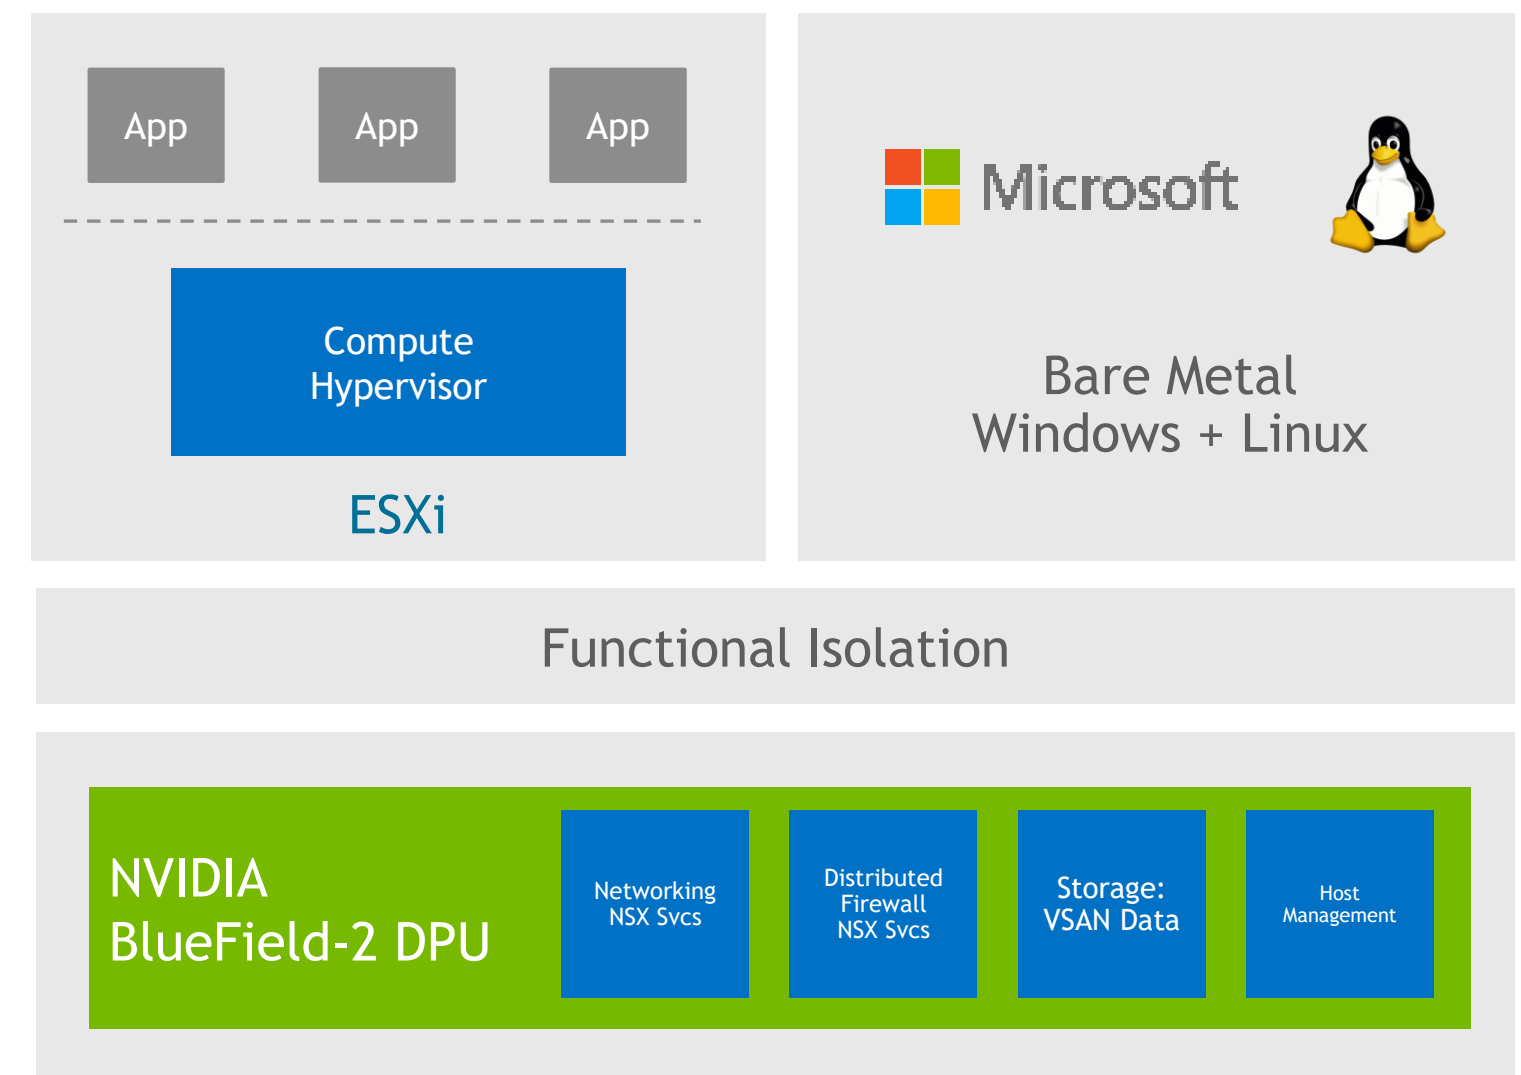 App
App
App
Compute
Hypervisor
ESXi
Microsoft
Bare Metal
Windows + Linux
Functional Isolation
NVIDIA
BlueField-2 DPU
Networking
NSX Svcs
Distributed
Firewall
NSX Svcs
Storage:
VSAN Data
Host
Management